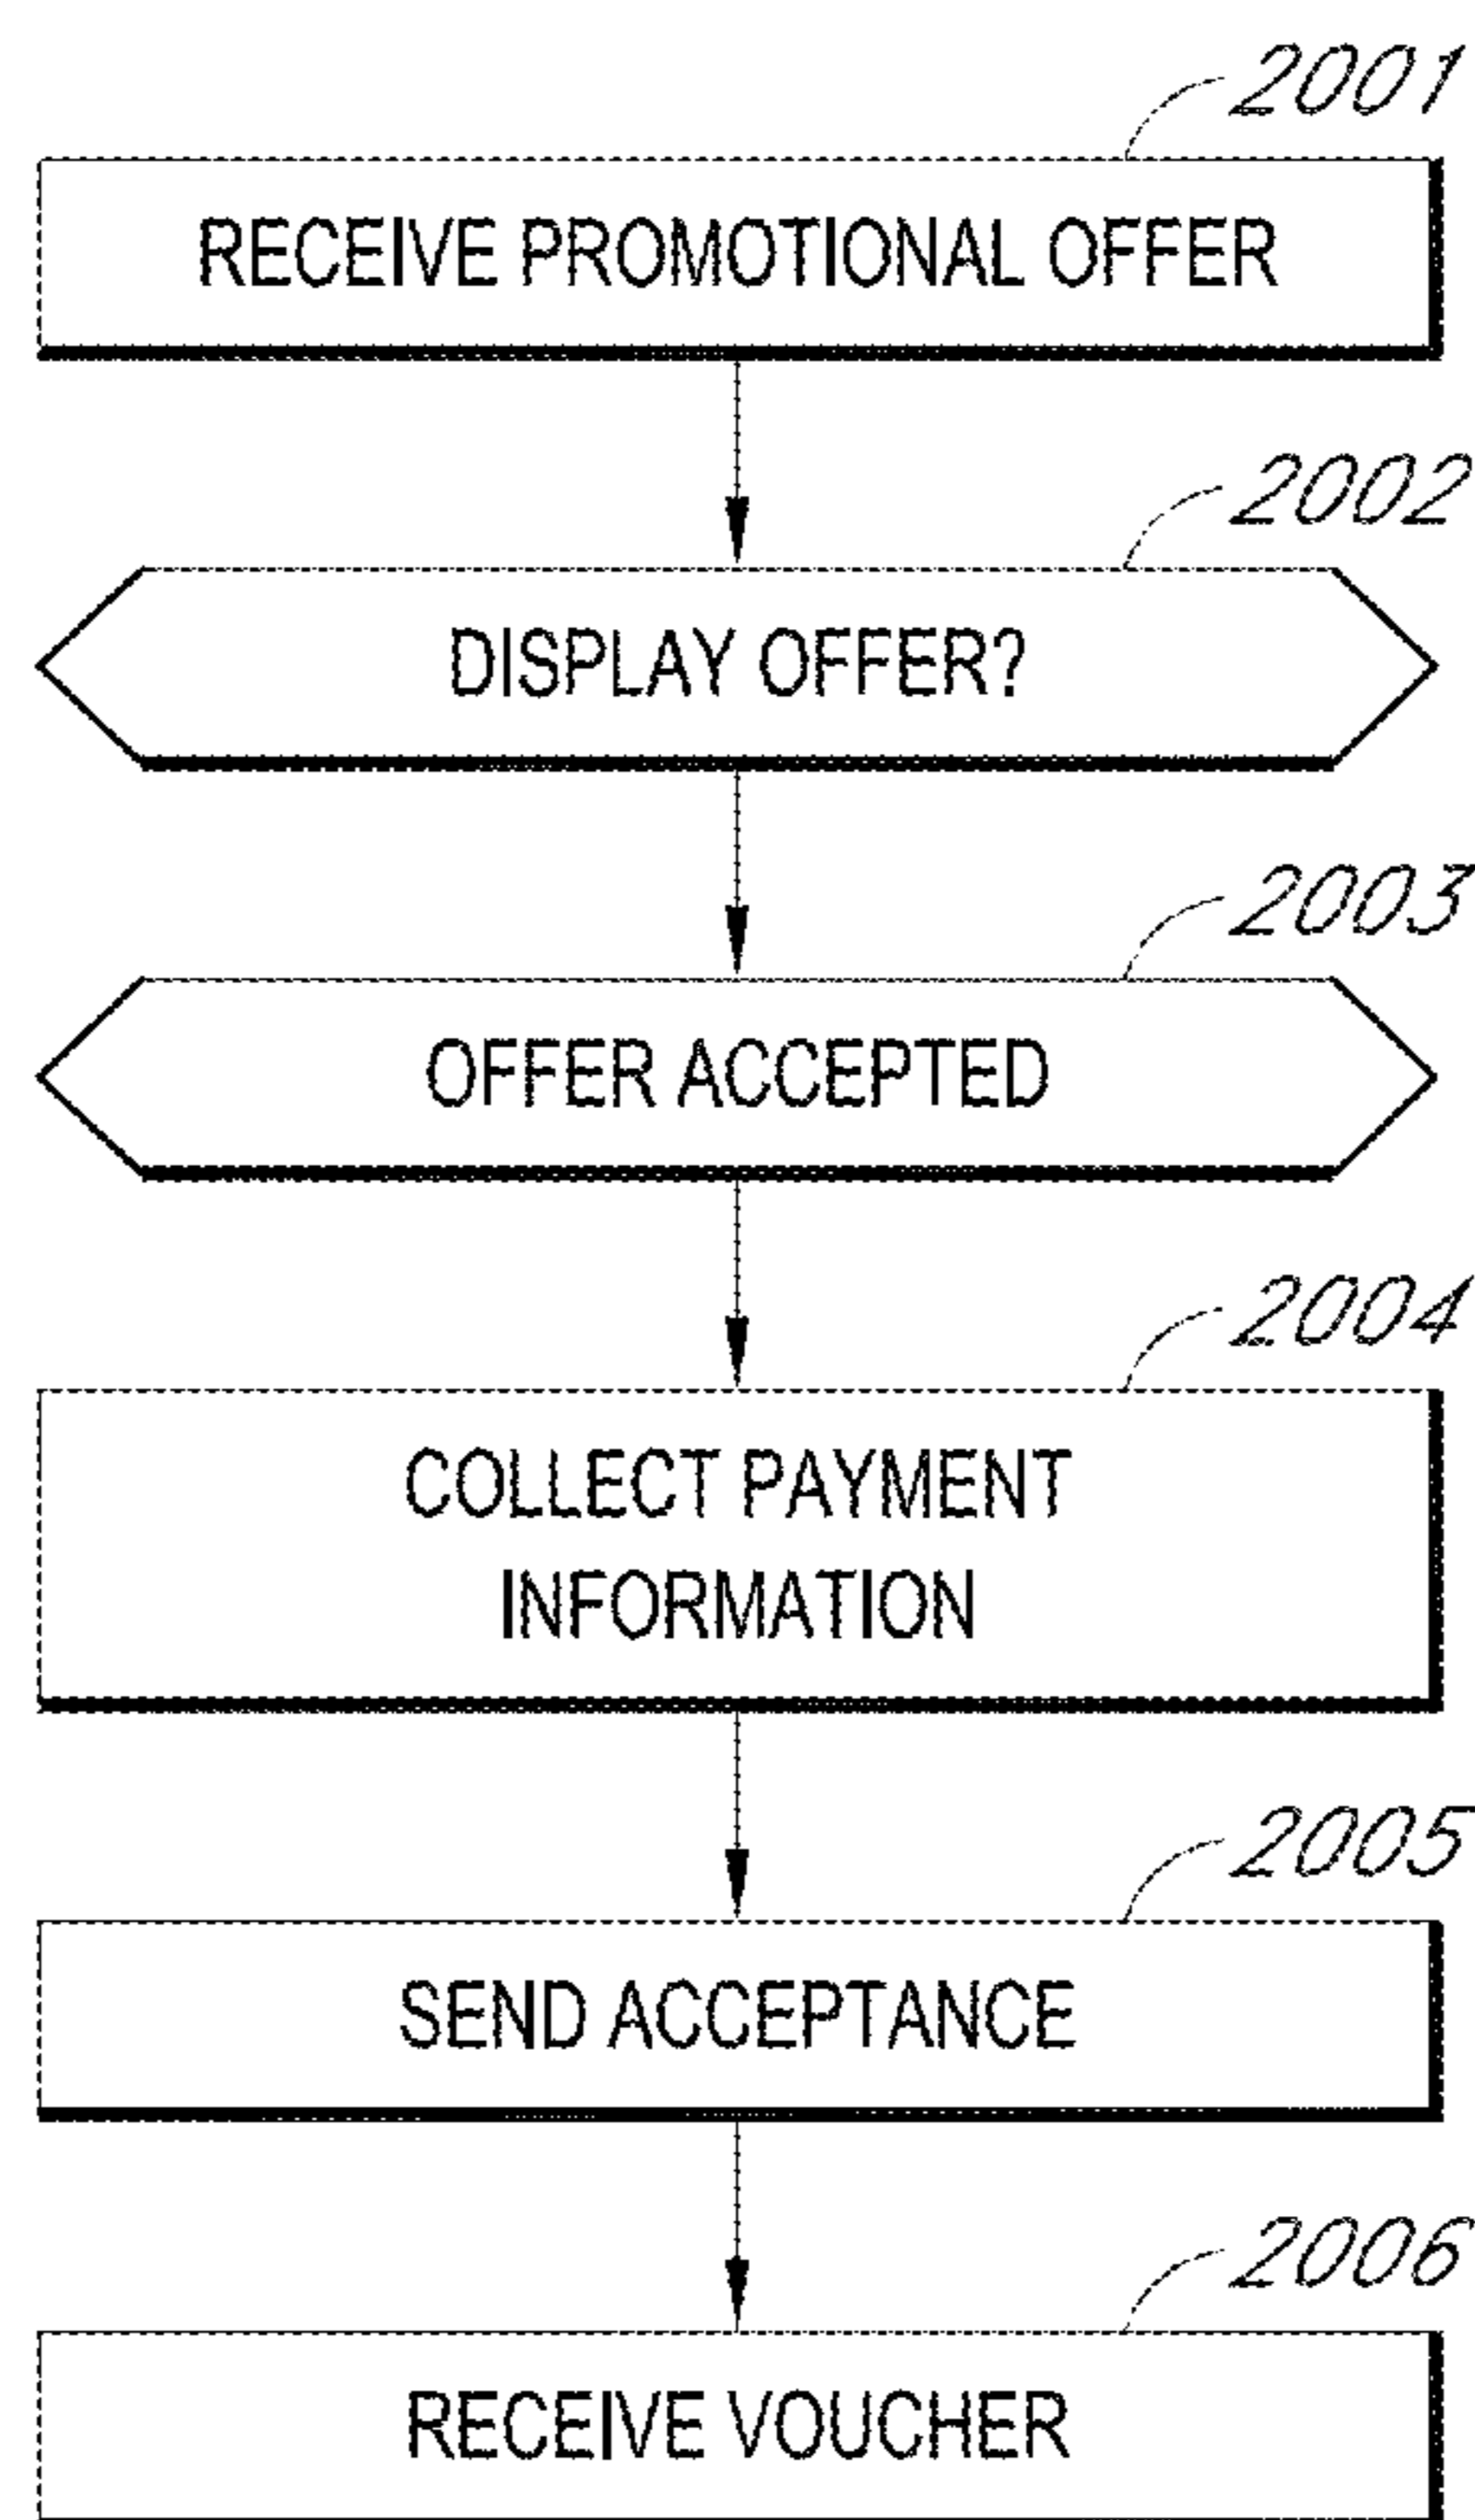 2001
RECEIVE PROMOTIONAL OFFER
2002
DISPLAY OFFER?
2003
OFFER ACCEPTED
2004
COLLECT PAYMENT
INFORMATION
2005
SEND ACCEPTANCE
2006
RECEIVE VOUCHER